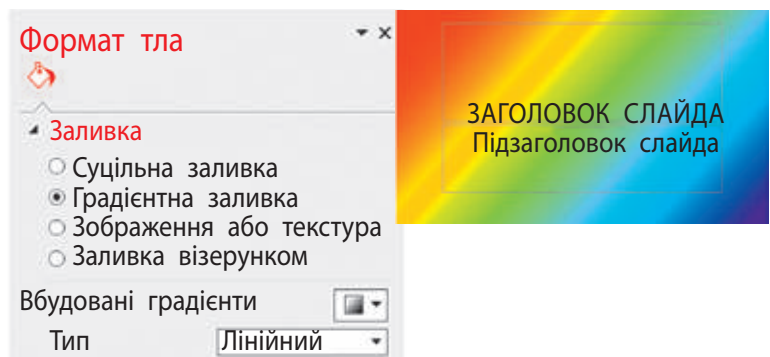 Формат тла
Заливка
Суцільна заливка
Градієнтна заливка
Зображення або текстура
Заливка візерунком
Вбудовані градієнти
Тип Лінійний
ЗАГОЛОВОК СЛАЙДА
Підзаголовок слайда